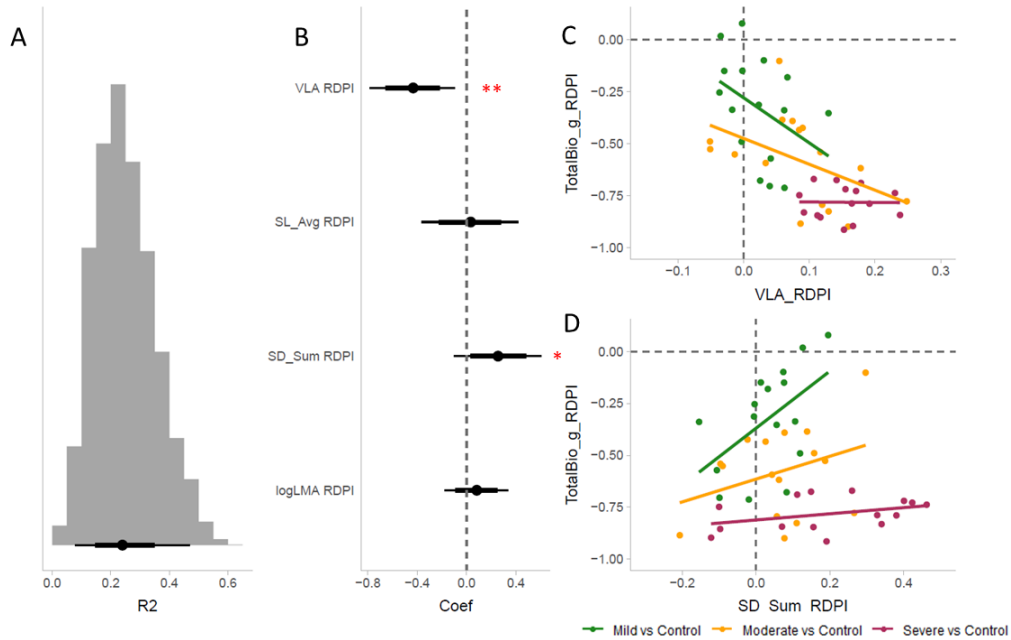 A
B
C
D
0.0
0.2
0.4
0.6
R2
VLA RDPI
**
SL_Avg RDPI
SD_Sum RDPI
*
logLMA RDPI
−0.8
−0.4
0.0
0.4
Coef
TotalBio_g_RDPI
0.00
−0.25
−0.50
−0.75
−1.00
−0.1
0.0
0.1
0.2
0.3
VLA_RDPI
TotalBio_g_RDPI
0.00
−0.25
−0.50
−0.75
−1.00
−0.2
0.0
0.2
0.4
SD Sum RDPI
Mild vs Control Moderate vs Control Severe vs Control